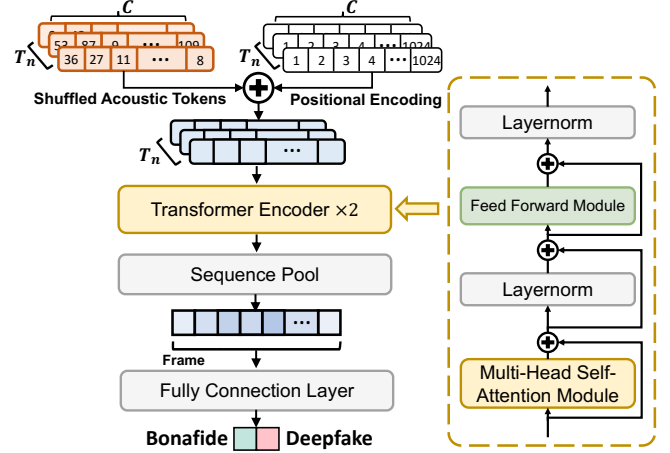 C
C
53 87 9 ··· 109
1 2 3 4 ··· 1024
T_n
36 27 11 ··· 8
T_n
1 2 3 4 ··· 1024
Shuffled Acoustic Tokens
Positional Encoding
T_n
···
Transformer Encoder ×2
Sequence Pool
···
Frame
Fully Connection Layer
Bonafide
Deepfake
Layernorm
Feed Forward Module
Layernorm
Multi-Head Self-
Attention Module